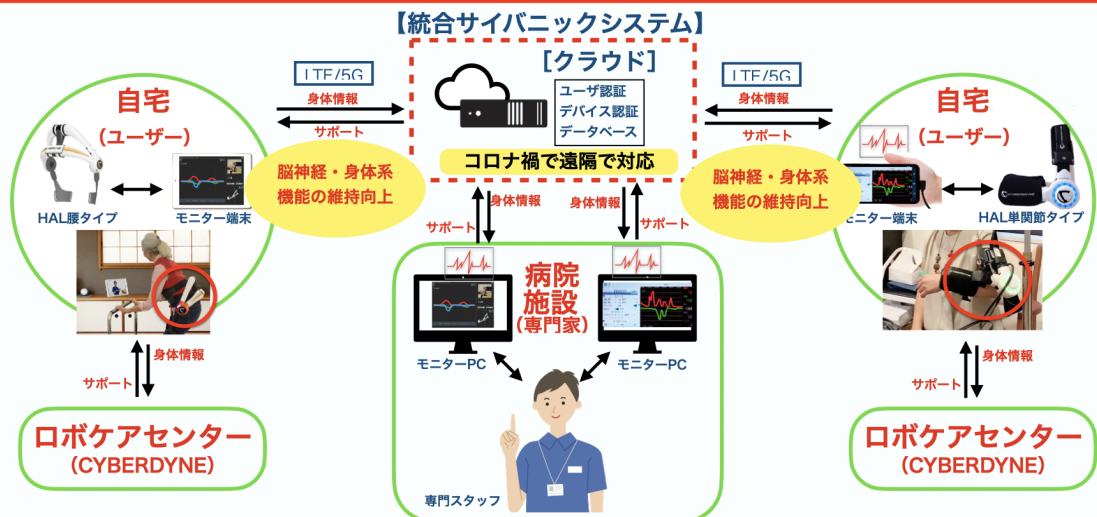 【統合サイバニックシステム】
[クラウド]
ユーザ認証
デバイス認証
データベース
コロナ禍で遠隔で対応
LTE/5G
身体情報
サポート
LTE/5G
身体情報
サポート
自宅
(ユーザー)
HAL腰タイプ
モニター端末
脳神経・身体系
機能の維持向上
自宅
(ユーザー)
モニター端末
HAL単関節タイプ
脳神経・身体系
機能の維持向上
身体情報
サポート
身体情報
サポート
病院
施設
(専門家)
モニターPC
モニターPC
専門スタッフ
身体情報
サポート
ロボケアセンター
(CYBERDYNE)
身体情報
サポート
ロボケアセンター
(CYBERDYNE)